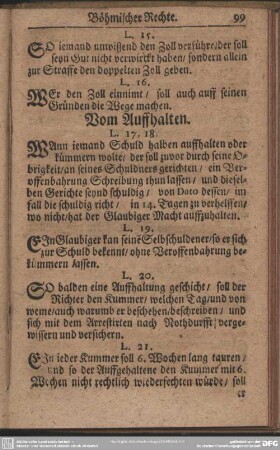 Böhmischer Rechte. 99
L. 15.
SO iemand unwißend den Zoll verführe/ der soll
seyn Gut nicht verwirckt haben/ sondern allein
zur Straffe den doppelten Zoll geben.
L. 16.
WEr den Zoll einnimt/ soll auch auff seinen
Gründen die Wege machen.
Vom Auffhalten.
L. 17. 18.
WAnn iemand Schuld halben auffhalten oder
kümmern wolte/ der soll zuvor durch seine O-
brigkeit/ an seines Schuldners gerichten/ ein Ver-
offenbahrung Schreibung thun lassen/ und diesel-
ben Gerichte seynd schuldig/ von Dato dessen/ im
fall die schuldig richt/ in 14. Tagen zu verhelffen/
wo nicht/ hat der Glaubiger Macht auffzuhalten.
L. 19.
EIn Glaubiger kan seine Selbschuldener/ so er sich
zur Schuld bekennt/ ohne Veroffenbahrung be-
kümmern lassen.
L. 20.
SO balden eine Auffhaltung geschicht/ soll der
Richter den Kummer/ welchen Tag/ und von
weme/ auch warumb er beschehen/ beschreiben/ und
sich mit dem Arrestirten nach Nothdurfft verge-
wissern und versichern.
L. 21.
EIn ieder Kummer soll 6. Wochen lang tauren/
und so der Auffgehaltene den Kummer mit 6.
Wochen nicht rechtlich wiederfechten würde/ soll
er